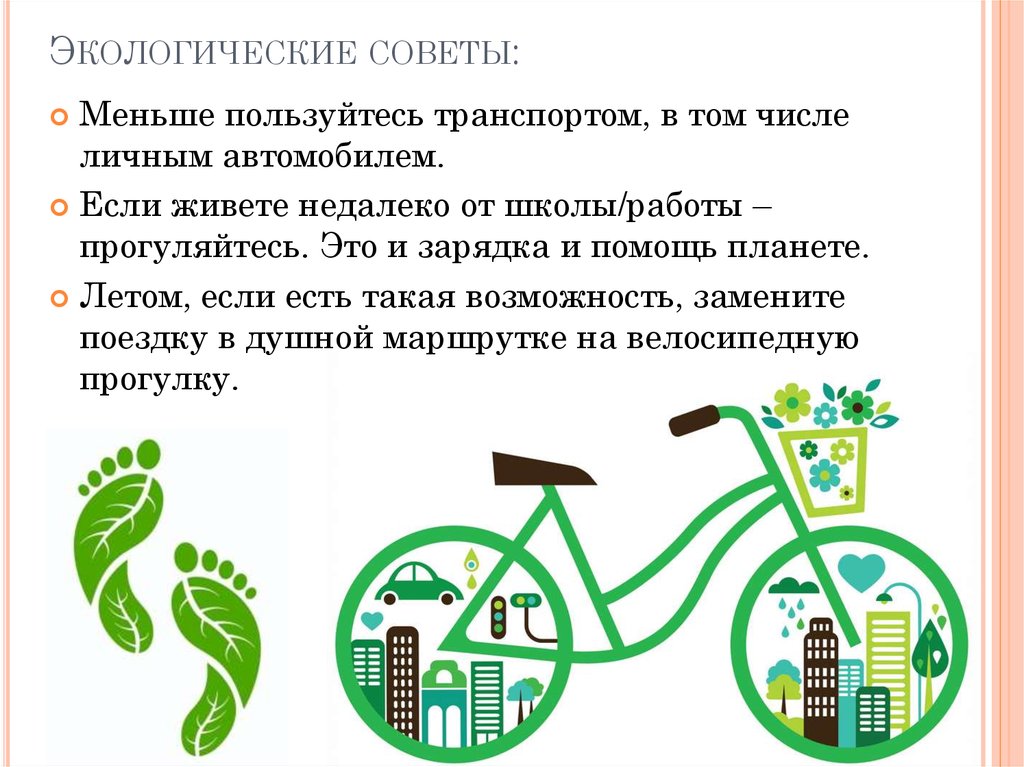 Экологические советы:
Меньше пользуйтесь транспортом, в том числе
личным автомобилем.
Если живете недалеко от школы/работы –
прогуляйтесь. Это и зарядка и помощь планете.
Летом, если есть такая возможность, замените
поездку в душной маршрутке на велосипедную
прогулку.